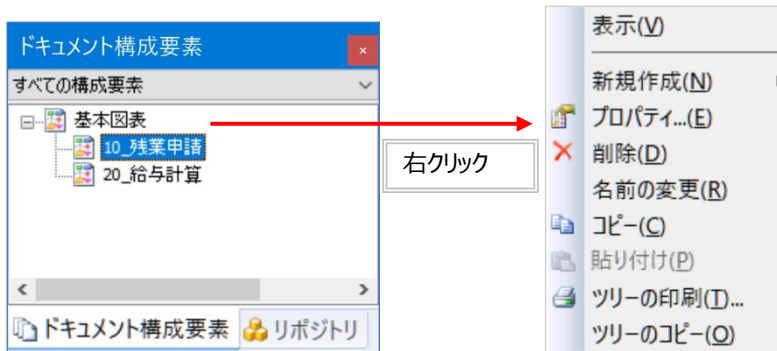 ドキュメント構成要素
×
すべての構成要素
基本図表
10_残業申請
20_給与計算
ドキュメント構成要素
リポジトリ
右クリック
表示(V)
新規作成(N)
プロパティ...(E)
削除(D)
名前の変更(R)
コピー(C)
貼り付け(P)
ツリーの印刷(T)...
ツリーのコピー(O)